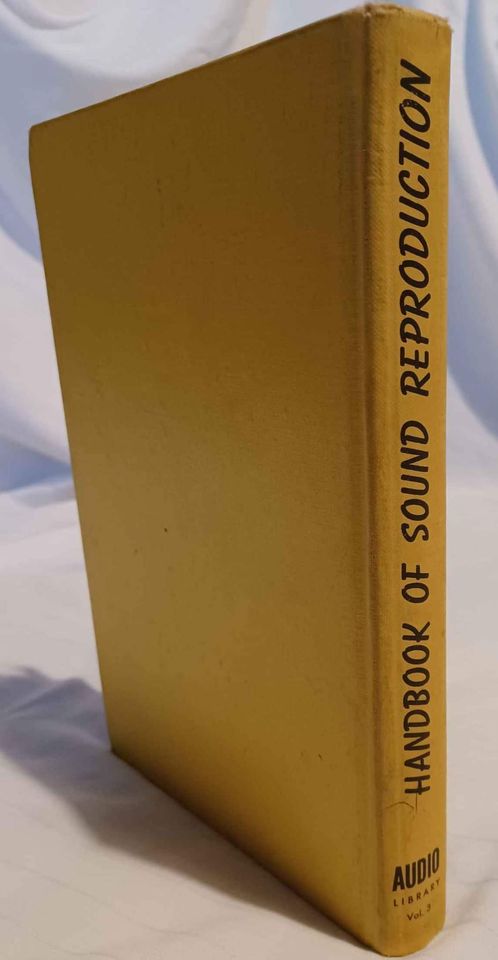 HANDBOOK OF SOUND REPRODUCTION
AUDIO
LIBRARY
Vol. 3